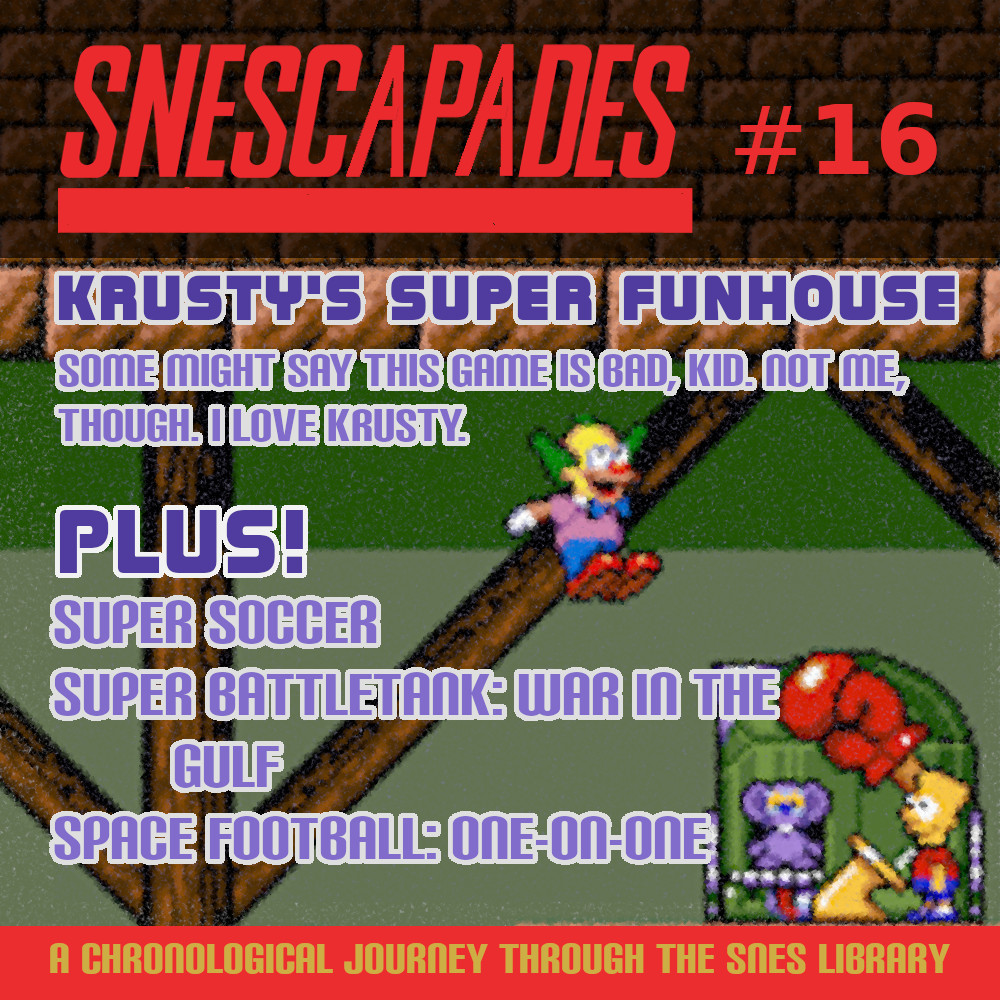 SNESCAPADES #16
KRUSTY'S SUPER FUNHOUSE
SOME MIGHT SAY THIS GAME IS BAD, KID. NOT ME,
THOUGH. I LOVE KRUSTY.
PLUS!
SUPER SOCCER
SUPER BATTLETANK: WAR IN THE
GULF
SPACE FOOTBALL: ONE-ON-ONE
A CHRONOLOGICAL JOURNEY THROUGH THE SNES LIBRARY